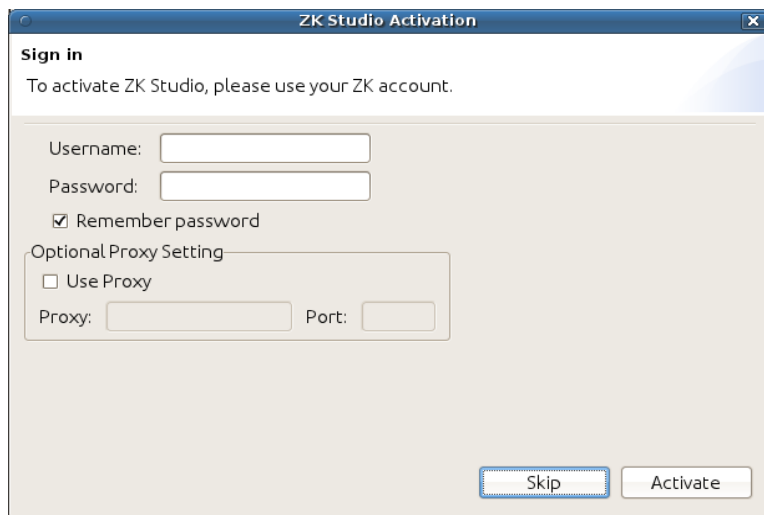 ZK Studio Activation
Sign in
To activate ZK Studio, please use your ZK account.
Username:
Password:
Remember password
Optional Proxy Setting
Use Proxy
Proxy: Port:
Skip Activate